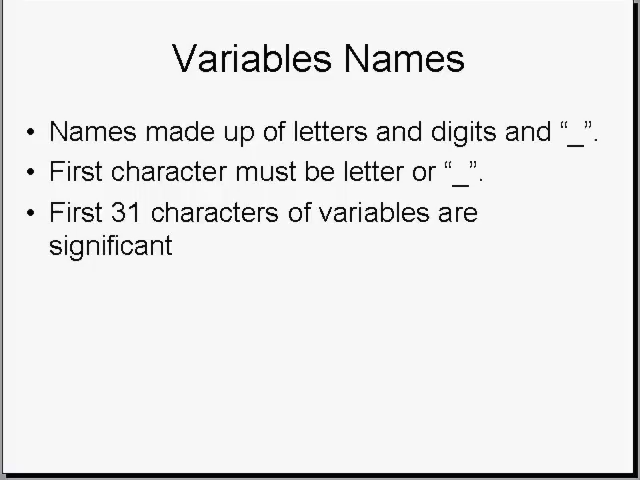 Variables Names
• Names made up of letters and digits and “_”.
• First character must be letter or “_”.
• First 31 characters of variables are
significant